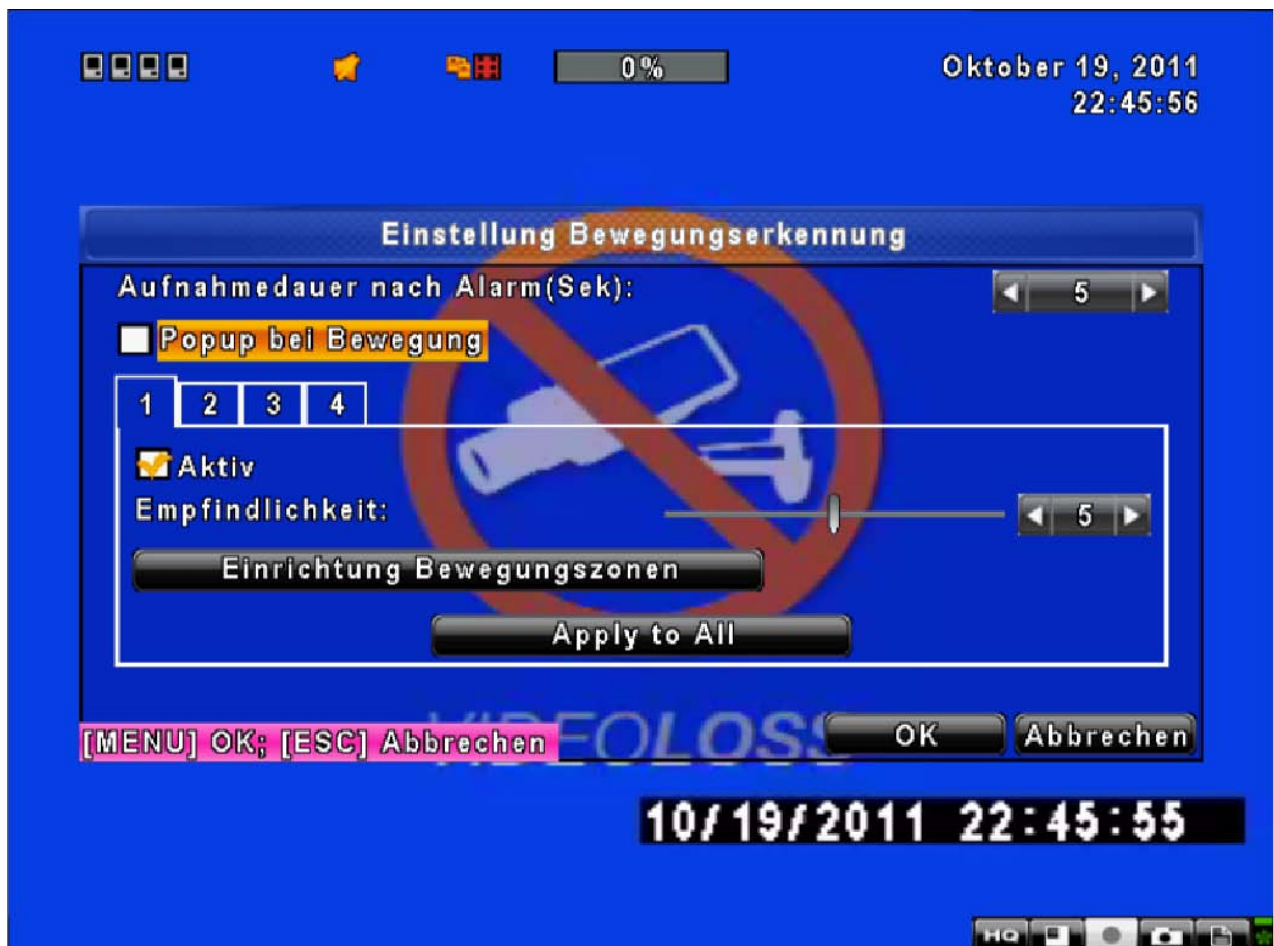 0%
Oktober 19, 2011
22:45:56
Einstellung Bewegungserkennung
Aufnahmedauer nach Alarm(Sek):
5
Popup bei Bewegung
1 2 3 4
Aktiv
Empfindlichkeit:
5
Einrichtung Bewegungszonen
Apply to All
VIDEOLOSS
[MENU] OK; [ESC] Abbrechen
OK
Abbrechen
10/19/2011 22:45:55
HQ